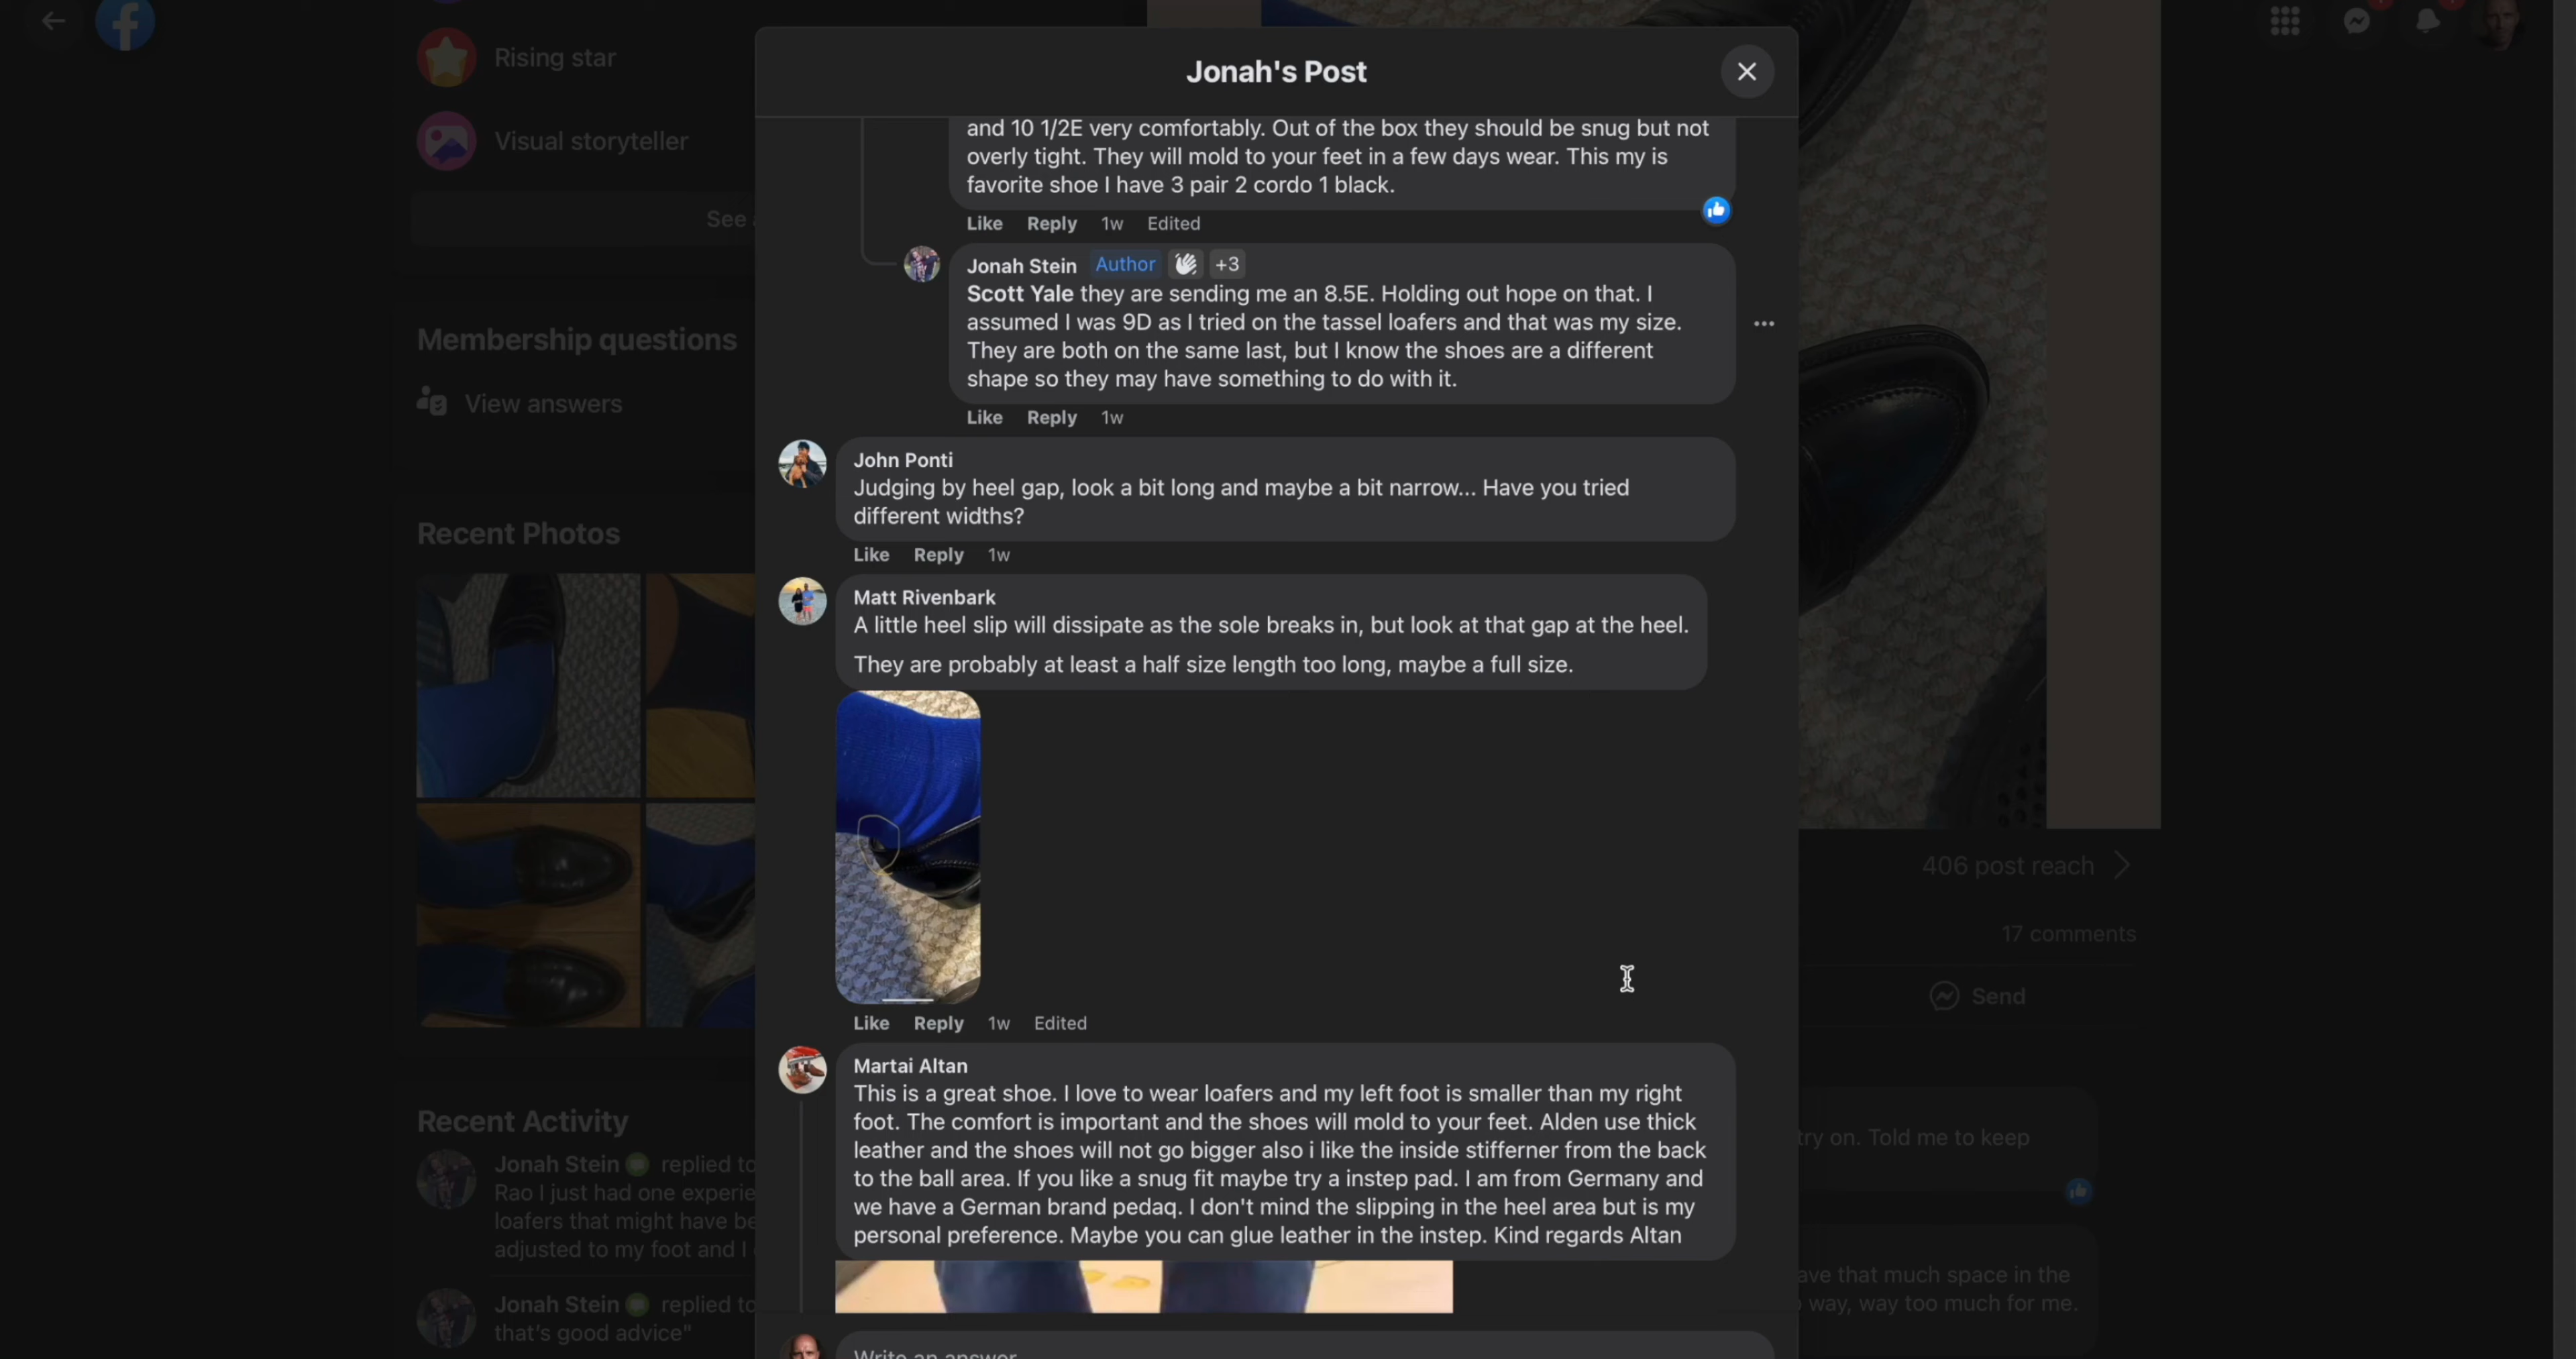 Rising star
Visual storyteller
See
Membership questions
View answers
Recent Photos
Recent Activity
Jonah Stein replied to
Rao I just had one experie
loafers that might have be
adjusted to my foot and I
Jonah Stein replied to
that's good advice"
Jonah's Post
and 10 1/2E very comfortably. Out of the box they should be snug but not
overly tight. They will mold to your feet in a few days wear. This my is
favorite shoe I have 3 pair 2 cordo 1 black.
Like Reply 1w Edited
Jonah Stein Author +3
Scott Yale they are sending me an 8.5E. Holding out hope on that. I
assumed I was 9D as I tried on the tassel loafers and that was my size.
They are both on the same last, but I know the shoes are a different
shape so they may have something to do with it.
Like Reply 1w
John Ponti
Judging by heel gap, look a bit long and maybe a bit narrow... Have you tried
different widths?
Like Reply 1w
Matt Rivenbark
A little heel slip will dissipate as the sole breaks in, but look at that gap at the heel.
They are probably at least a half size length too long, maybe a full size.
Like Reply 1w Edited
Martai Altan
This is a great shoe. I love to wear loafers and my left foot is smaller than my right
foot. The comfort is important and the shoes will mold to your feet. Alden use thick
leather and the shoes will not go bigger also i like the inside stifferner from the back
to the ball area. If you like a snug fit maybe try a instep pad. I am from Germany and
we have a German brand pedaq. I don't mind the slipping in the heel area but is my
personal preference. Maybe you can glue leather in the instep. Kind regards Altan
Write an answer
406 post reach
17 comments
Send
try on. Told me to keep
ave that much space in the
way, way too much for me.